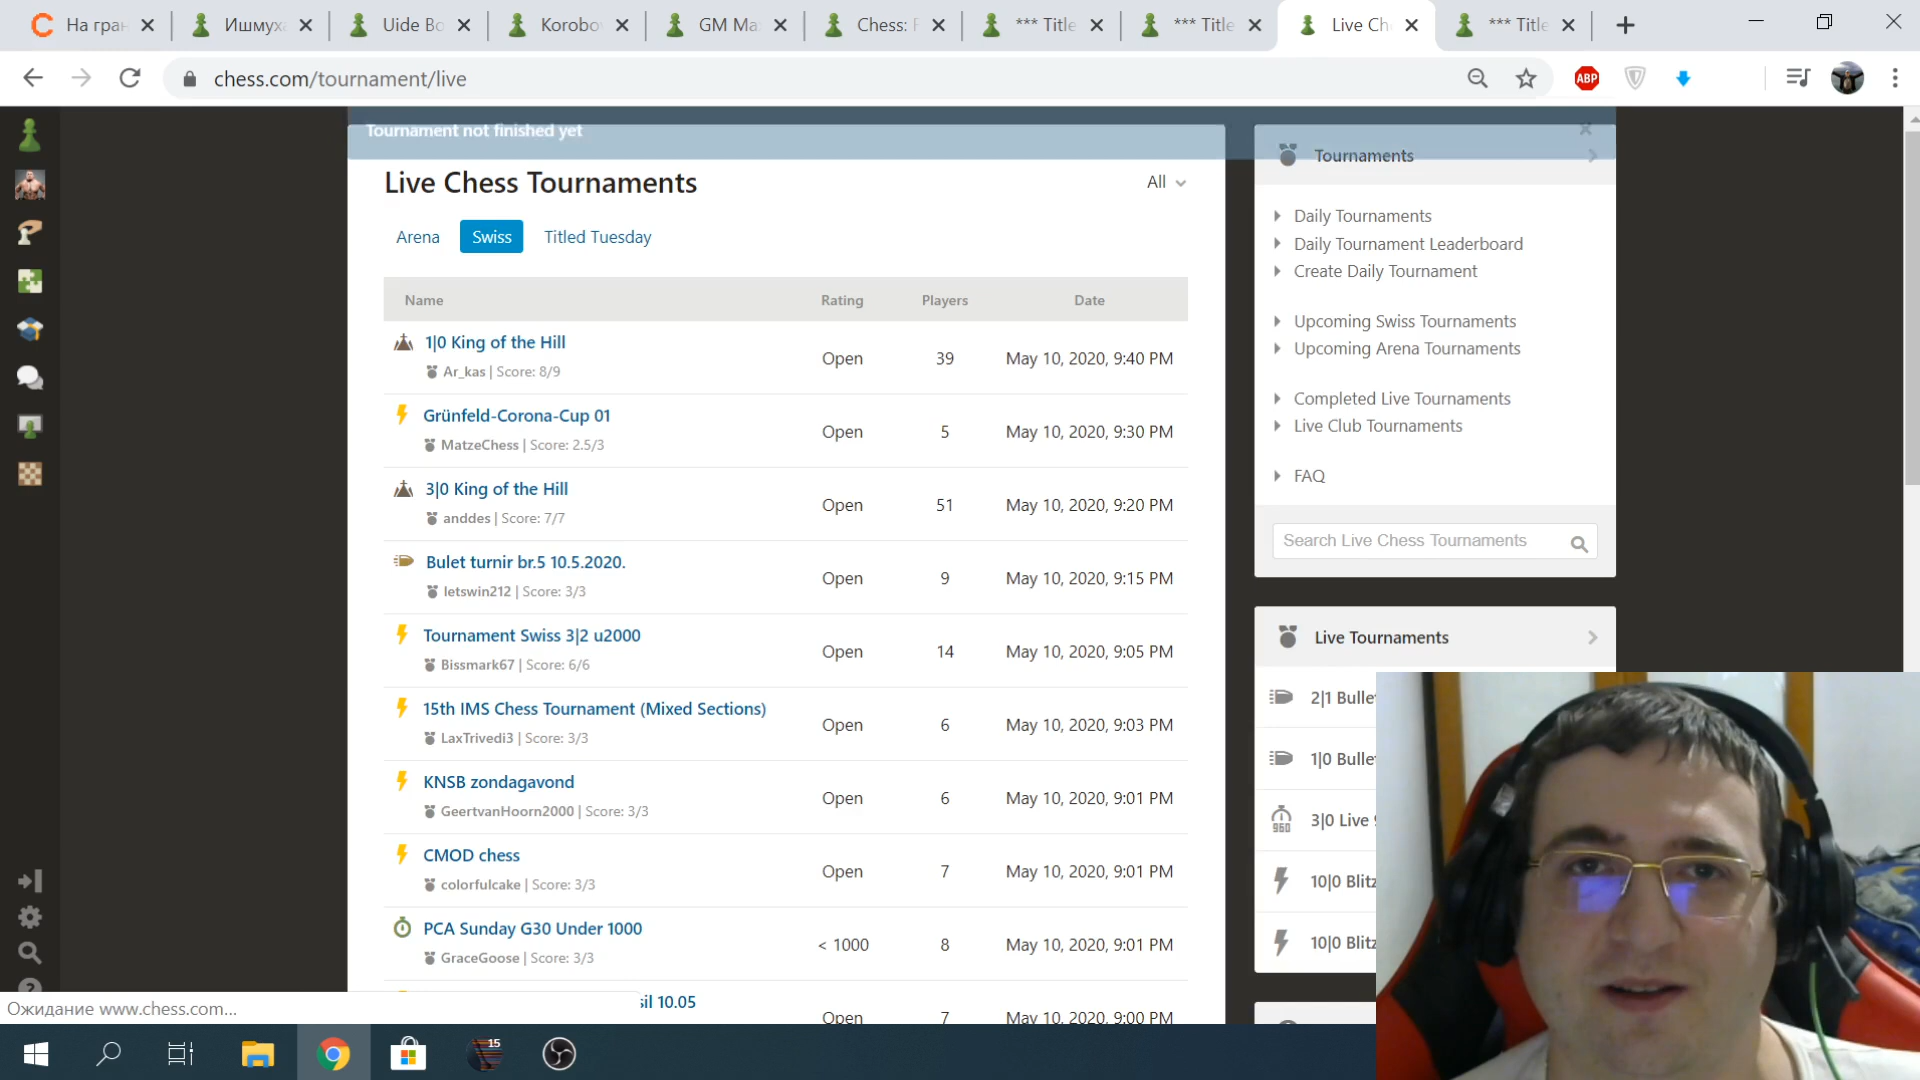 На гран
Ишмух
Uide Bo
Korobov
GM Ma
Chess: F
*** Title
*** Title
Live Ch
*** Title
chess.com/tournament/live
ABP
Tournament not finished yet
Live Chess Tournaments
All
Arena
Swiss
Titled Tuesday
Name
Rating
Players
Date
1|0 King of the Hill
Ar_kas | Score: 8/9
Open
39
May 10, 2020, 9:40 PM
Grünfeld-Corona-Cup 01
MatzeChess | Score: 2.5/3
Open
5
May 10, 2020, 9:30 PM
3|0 King of the Hill
anddes | Score: 7/7
Open
51
May 10, 2020, 9:20 PM
Bulet turnir br.5 10.5.2020.
letswin212 | Score: 3/3
Open
9
May 10, 2020, 9:15 PM
Tournament Swiss 3|2 u2000
Bissmark67 | Score: 6/6
Open
14
May 10, 2020, 9:05 PM
15th IMS Chess Tournament (Mixed Sections)
LaxTrivedi3 | Score: 3/3
Open
6
May 10, 2020, 9:03 PM
KNSB zondagavond
GeertvanHoorn2000 | Score: 3/3
Open
6
May 10, 2020, 9:01 PM
CMOD chess
colorfulcake | Score: 3/3
Open
7
May 10, 2020, 9:01 PM
PCA Sunday G30 Under 1000
GraceGoose | Score: 3/3
< 1000
8
May 10, 2020, 9:01 PM
sil 10.05
Open
7
May 10, 2020, 9:00 PM
Tournaments
Daily Tournaments
Daily Tournament Leaderboard
Create Daily Tournament
Upcoming Swiss Tournaments
Upcoming Arena Tournaments
Completed Live Tournaments
Live Club Tournaments
FAQ
Search Live Chess Tournaments
Live Tournaments
2|1 Bulle
1|0 Bulle
960
3|0 Live
10|0 Blitz
10|0 Blitz
Ожидание www.chess.com...
15